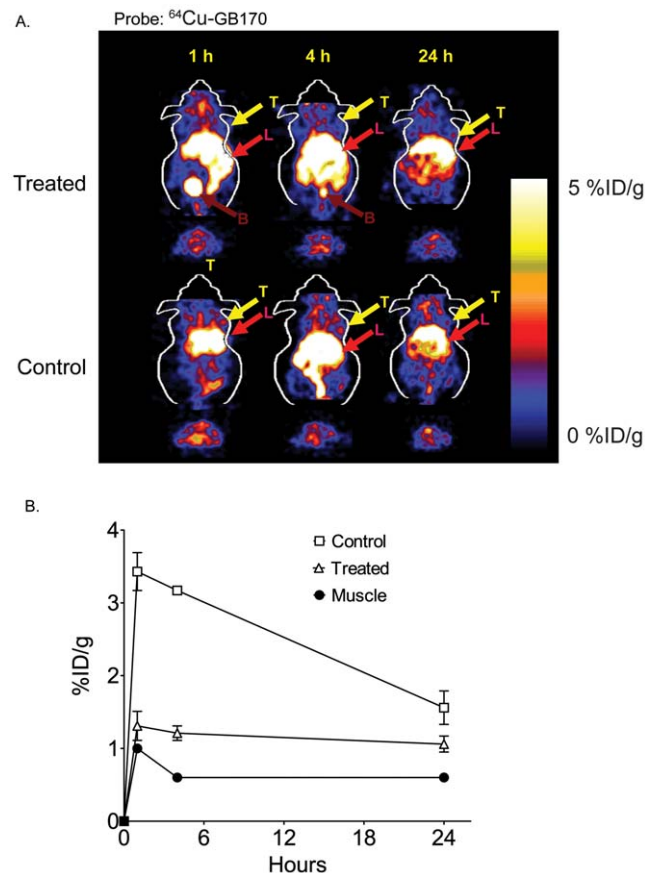 A.
Probe: ⁶⁴Cu-GB170
1 h 4 h 24 h
T T T
L L L
Treated
B B
5 %ID/g
T
T T T
L L L
Control
0 %ID/g
B.
4
3
2
1
0
%ID/g
Control
Treated
Muscle
0 6 12 18 24
Hours